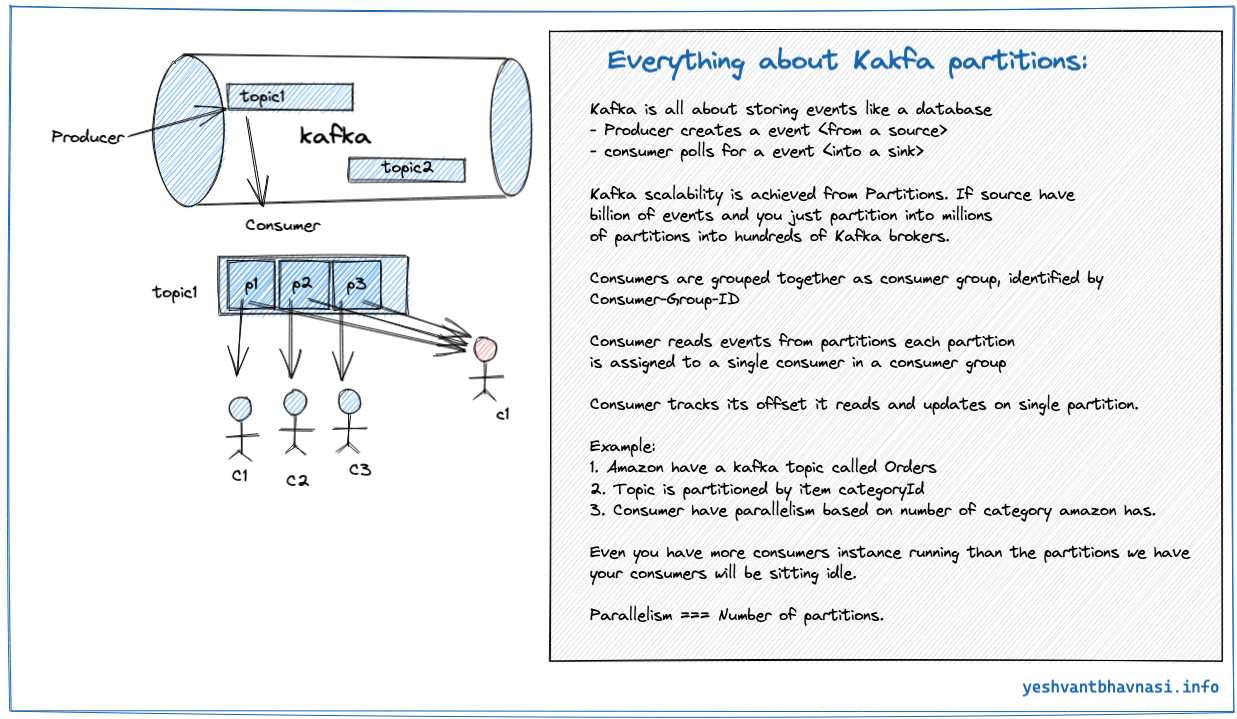 topic1
Producer
kafka
topic2
Consumer
topic1
p1
p2
p3
c1
C1
C2
C3
Everything about Kakfa partitions:
Kafka is all about storing events like a database
- Producer creates a event <from a source>
- consumer polls for a event <into a sink>
Kafka scalability is achieved from Partitions. If source have
billion of events and you just partition into millions
of partitions into hundreds of Kafka brokers.
Consumers are grouped together as consumer group, identified by
Consumer-Group-ID
Consumer reads events from partitions each partition
is assigned to a single consumer in a consumer group
Consumer tracks its offset it reads and updates on single partition.
Example:
1. Amazon have a kafka topic called Orders
2. Topic is partitioned by item categoryId
3. Consumer have parallelism based on number of category amazon has.
Even you have more consumers instance running than the partitions we have
your consumers will be sitting idle.
Parallelism === Number of partitions.
yeshvantbhavnasi.info